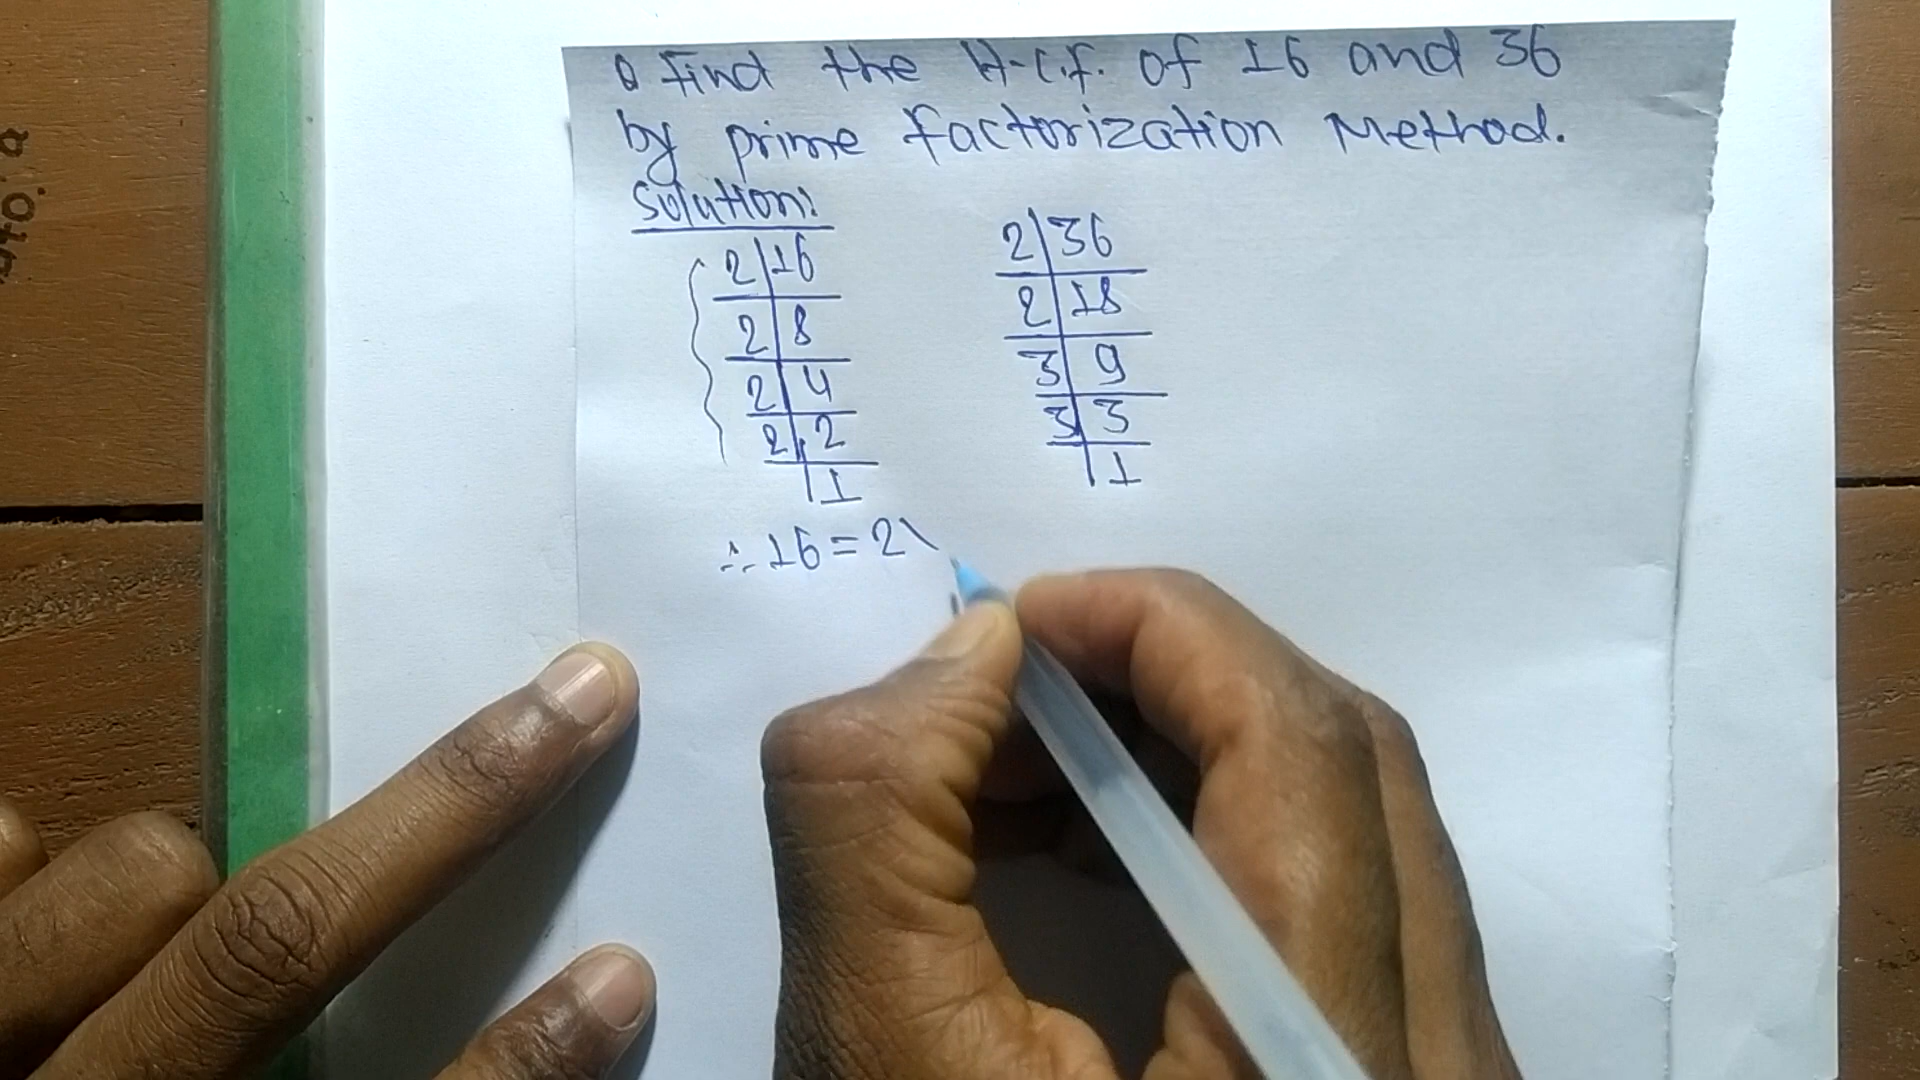 Q Find the H.C.f. of 16 and 36
by prime factorization Method.
Solution:
2|16
2|8
2|4
2|2
|1
2|36
2|18
3|9
3|3
|1
∴ 16 = 2\